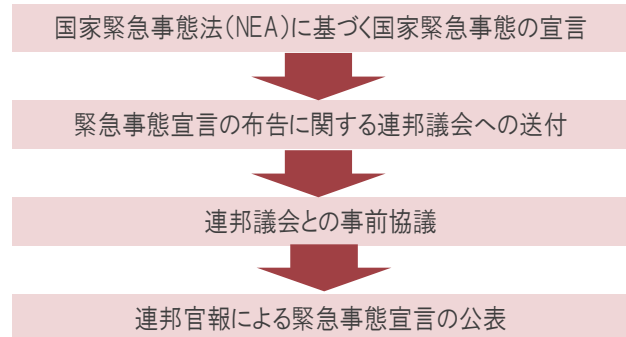 国家緊急事態法（NEA）に基づく国家緊急事態の宣言
緊急事態宣言の布告に関する連邦議会への送付
連邦議会との事前協議
連邦官報による緊急事態宣言の公表